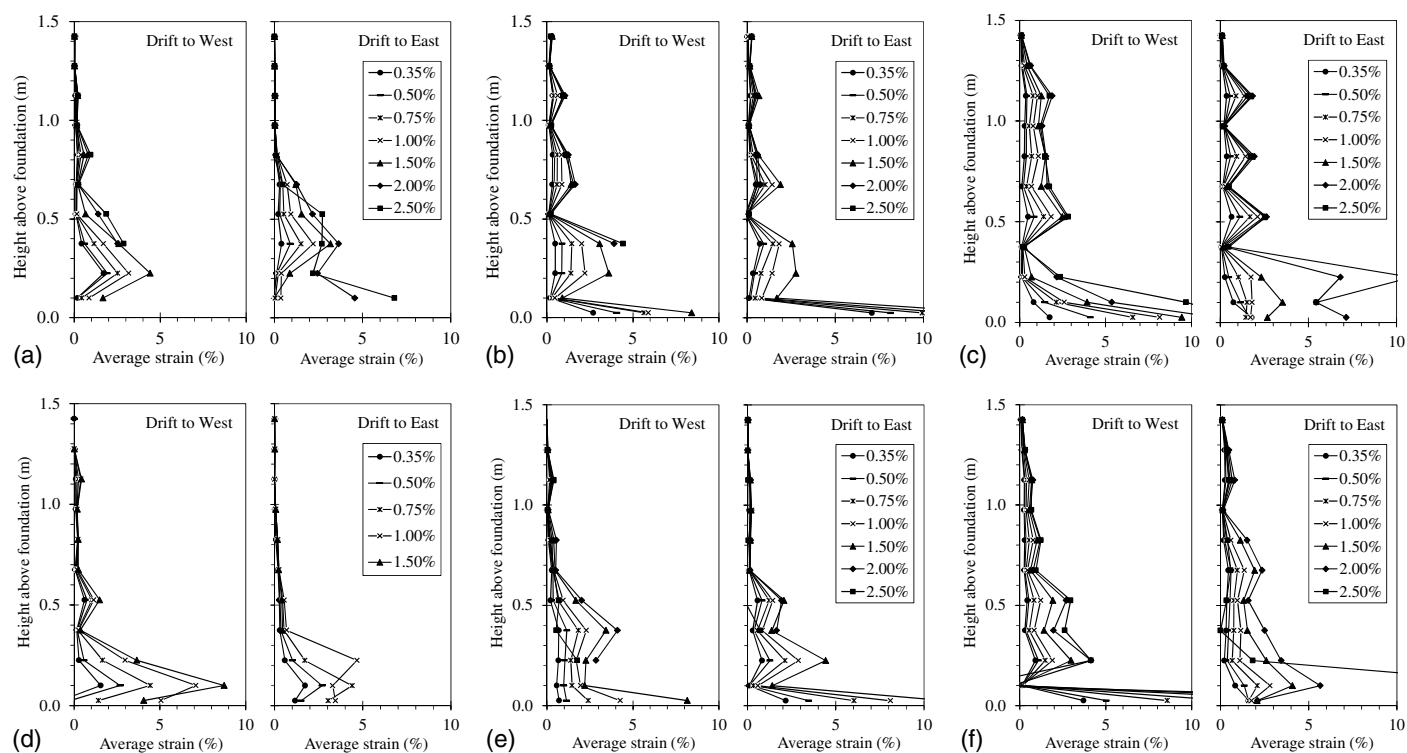 1.5
1.0
0.5
0.0
Height above foundation (m)
Drift to West
0
5
10
Average strain (%)
Drift to East
0.35%
0.50%
0.75%
1.00%
1.50%
2.00%
2.50%
0
5
10
Average strain (%)
(a)
1.5
1.0
0.5
0.0
Height above foundation (m)
Drift to West
0
5
10
Average strain (%)
Drift to East
0.35%
0.50%
0.75%
1.00%
1.50%
2.00%
2.50%
0
5
10
Average strain (%)
(b)
1.5
1.0
0.5
0.0
Height above foundation (m)
Drift to West
0
5
10
Average strain (%)
Drift to East
0.35%
0.50%
0.75%
1.00%
1.50%
2.00%
2.50%
0
5
10
Average strain (%)
(c)
1.5
1.0
0.5
0.0
Height above foundation (m)
Drift to West
0
5
10
Average strain (%)
Drift to East
0.35%
0.50%
0.75%
1.00%
1.50%
0
5
10
Average strain (%)
(d)
1.5
1.0
0.5
0.0
Height above foundation (m)
Drift to West
0
5
10
Average strain (%)
Drift to East
0.35%
0.50%
0.75%
1.00%
1.50%
2.00%
2.50%
0
5
10
Average strain (%)
(e)
1.5
1.0
0.5
0.0
Height above foundation (m)
Drift to West
0
5
10
Average strain (%)
Drift to East
0.35%
0.50%
0.75%
1.00%
1.50%
2.00%
2.50%
0
5
10
Average strain (%)
(f)